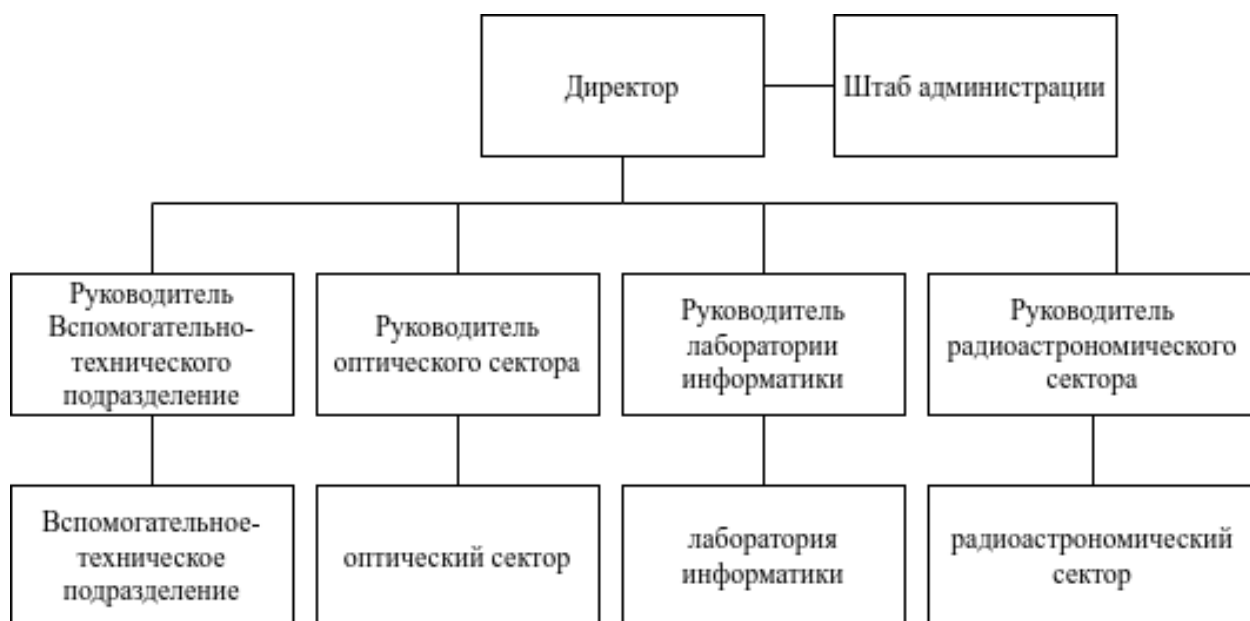 Директор
Штаб администрации
Руководитель
Вспомогательно-
технического
подразделение
Руководитель
оптического сектора
Руководитель
лаборатории
информатики
Руководитель
радиоастрономического
сектора
Вспомогательное-
техническое
подразделение
оптический сектор
лаборатория
информатики
радиоастрономический
сектор